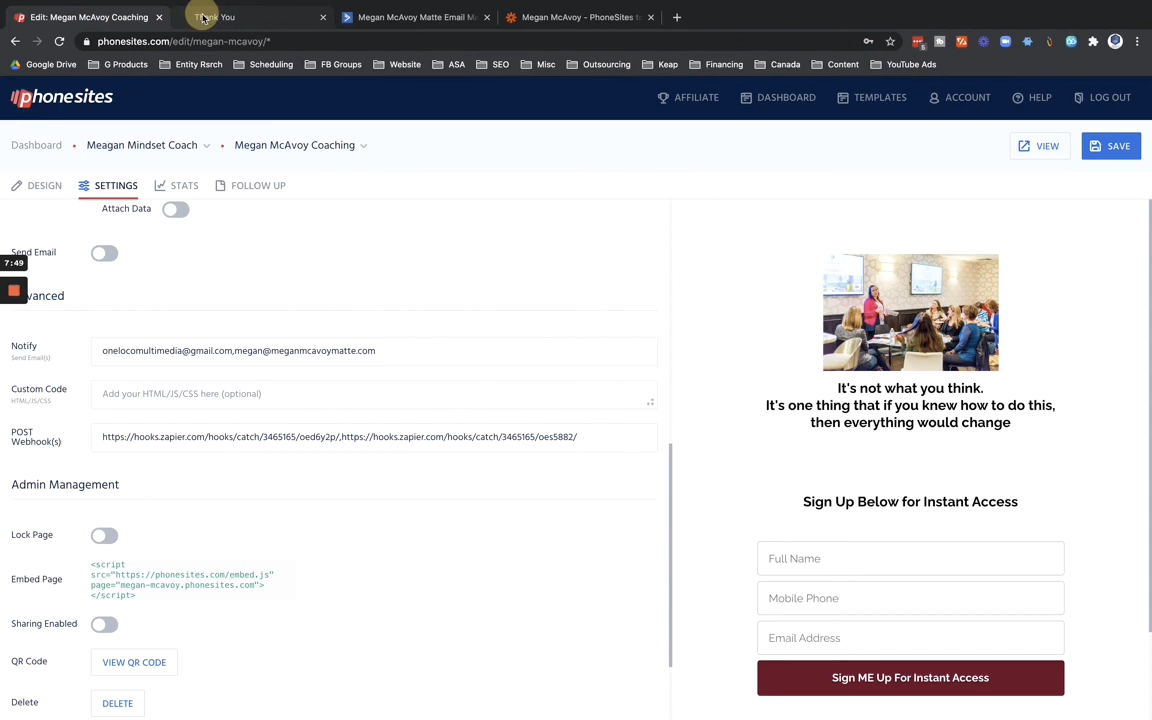 Edit: Megan McAvoy Coaching
Thank You
Megan McAvoy Matte Email Ma
Megan McAvoy - PhoneSites to
phonesites.com/edit/megan-mcavoy/*
Google Drive
G Products
Entity Rsrch
Scheduling
FB Groups
Website
ASA
SEO
Misc
Outsourcing
Keap
Financing
Canada
Content
YouTube Ads
phonesites
AFFILIATE
DASHBOARD
TEMPLATES
ACCOUNT
HELP
LOG OUT
Dashboard
Meagan Mindset Coach
Megan McAvoy Coaching
VIEW
SAVE
DESIGN
SETTINGS
STATS
FOLLOW UP
Attach Data
Send Email
7:49
vanced
Notify
Send Email(s)
onelocomultimedia@gmail.com,megan@meganmcavoymatte.com
Custom Code
HTML/JS/CSS
Add your HTML/JS/CSS here (optional)
POST
Webhook(s)
https://hooks.zapier.com/hooks/catch/3465165/oed6y2p/,https://hooks.zapier.com/hooks/catch/3465165/oes5882/
Admin Management
Lock Page
Embed Page
<script
src="https://phonesites.com/embed.js"
page="megan-mcavoy.phonesites.com">
</script>
Sharing Enabled
QR Code
VIEW QR CODE
Delete
DELETE
It's not what you think.
It's one thing that if you knew how to do this,
then everything would change
Sign Up Below for Instant Access
Full Name
Mobile Phone
Email Address
Sign ME Up For Instant Access